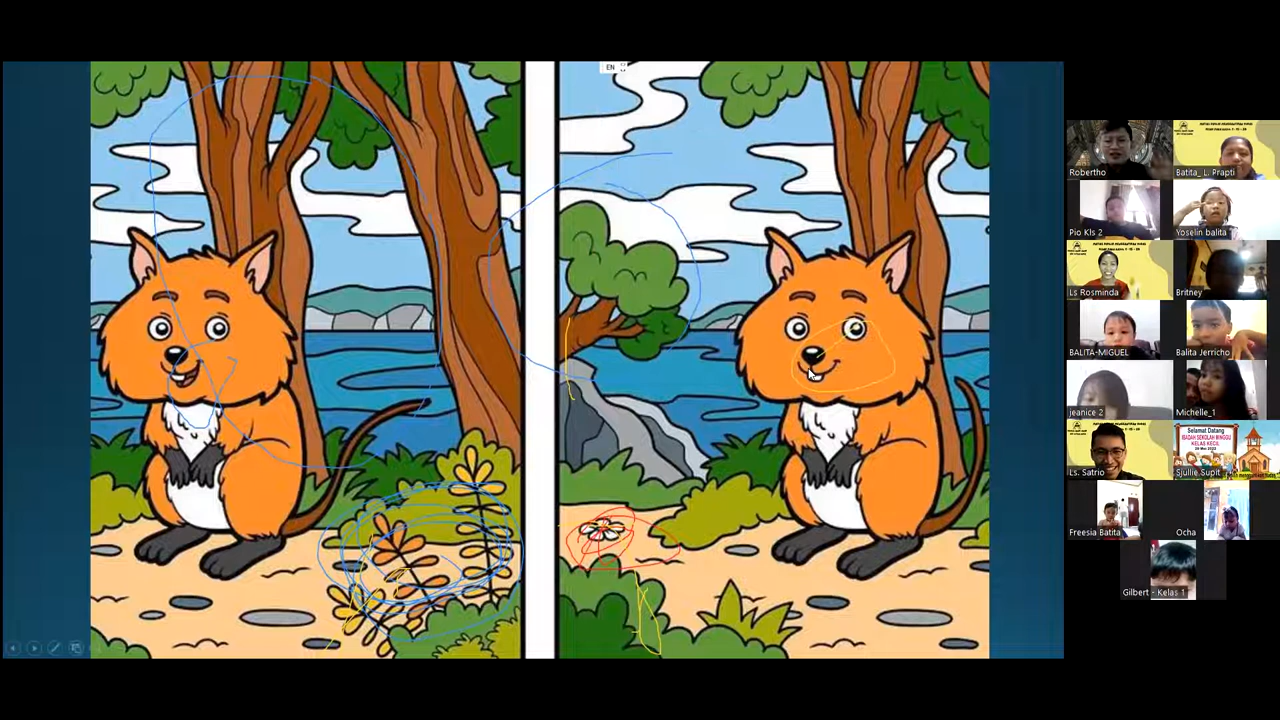 EN
Robertho
Batita_ L. Prapti
Pio Kls 2
Yoselin balita
Ls Rosminda
Britney
BALITA-MIGUEL
Balita Jerricho
jeanice 2
Michelle_1
Ls. Satrio
Selamat Datang
IBADAH SEKOLAH MINGGU
KELAS KECIL
Sjullie Supit
Freesia Batita
Ocha
Gilbert - Kelas 1